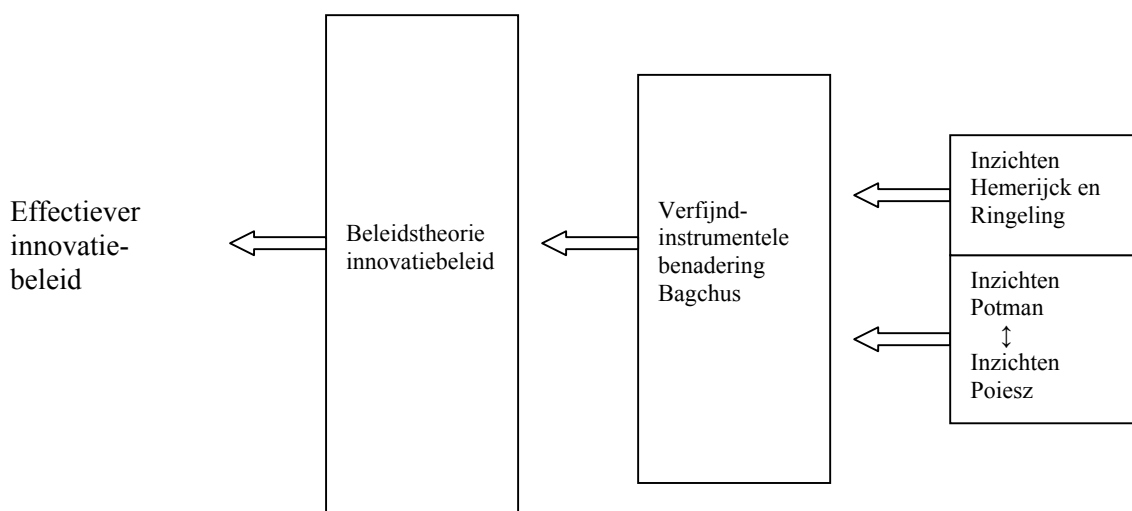 Effectiever
innovatie-
beleid
Beleidstheorie
innovatiebeleid
Verfijnd-
instrumentele
benadering
Bagchus
Inzichten
Hemerijck en
Ringeling
Inzichten
Potman
↕
Inzichten
Poiesz